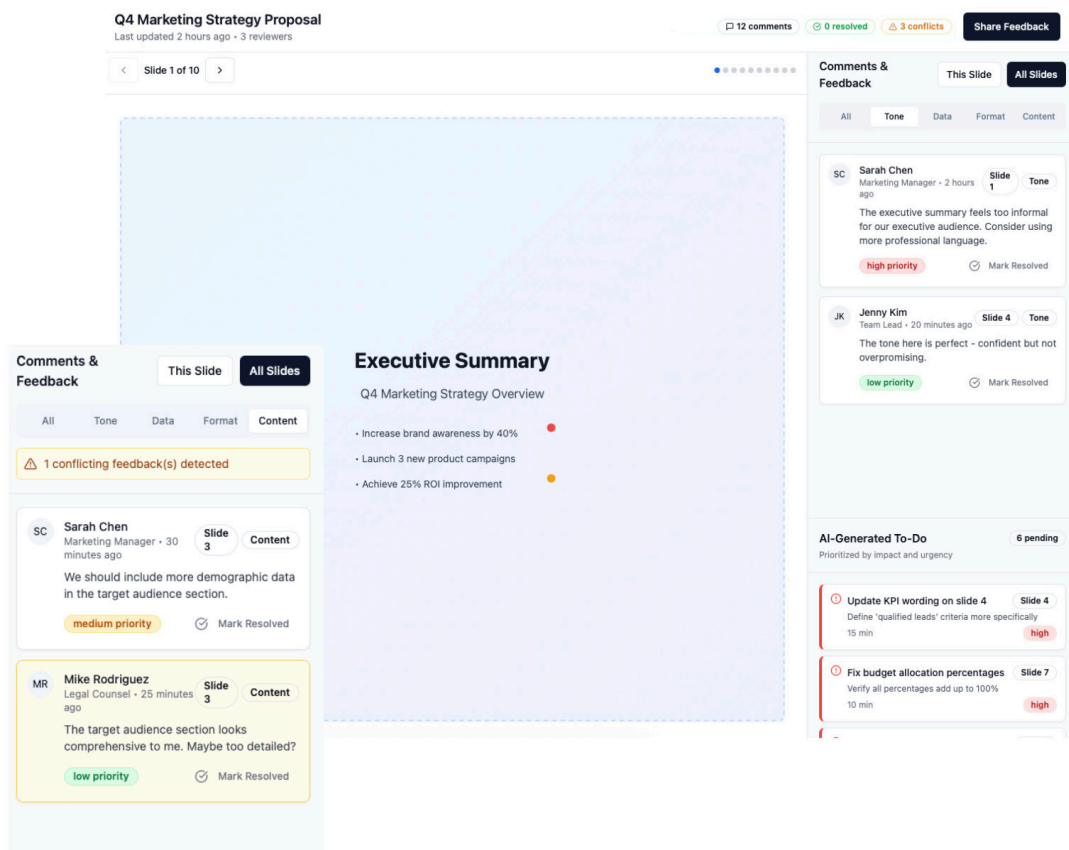 Q4 Marketing Strategy Proposal
Last updated 2 hours ago • 3 reviewers
12 comments
0 resolved
3 conflicts
Share Feedback
Slide 1 of 10
Executive Summary
Q4 Marketing Strategy Overview
• Increase brand awareness by 40%
• Launch 3 new product campaigns
• Achieve 25% ROI improvement
Comments &
Feedback
This Slide
All Slides
All
Tone
Data
Format
Content
SC
Sarah Chen
Marketing Manager • 2 hours
ago
Slide
1
Tone
The executive summary feels too informal
for our executive audience. Consider using
more professional language.
high priority
Mark Resolved
JK
Jenny Kim
Team Lead • 20 minutes ago
Slide 4
Tone
The tone here is perfect - confident but not
overpromising.
low priority
Mark Resolved
AI-Generated To-Do
6 pending
Prioritized by impact and urgency
Update KPI wording on slide 4
Slide 4
Define 'qualified leads' criteria more specifically
15 min
high
Fix budget allocation percentages
Slide 7
Verify all percentages add up to 100%
10 min
high
Comments &
Feedback
This Slide
All Slides
All
Tone
Data
Format
Content
1 conflicting feedback(s) detected
SC
Sarah Chen
Marketing Manager • 30
minutes ago
Slide
3
Content
We should include more demographic data
in the target audience section.
medium priority
Mark Resolved
MR
Mike Rodriguez
Legal Counsel • 25 minutes
ago
Slide
3
Content
The target audience section looks
comprehensive to me. Maybe too detailed?
low priority
Mark Resolved